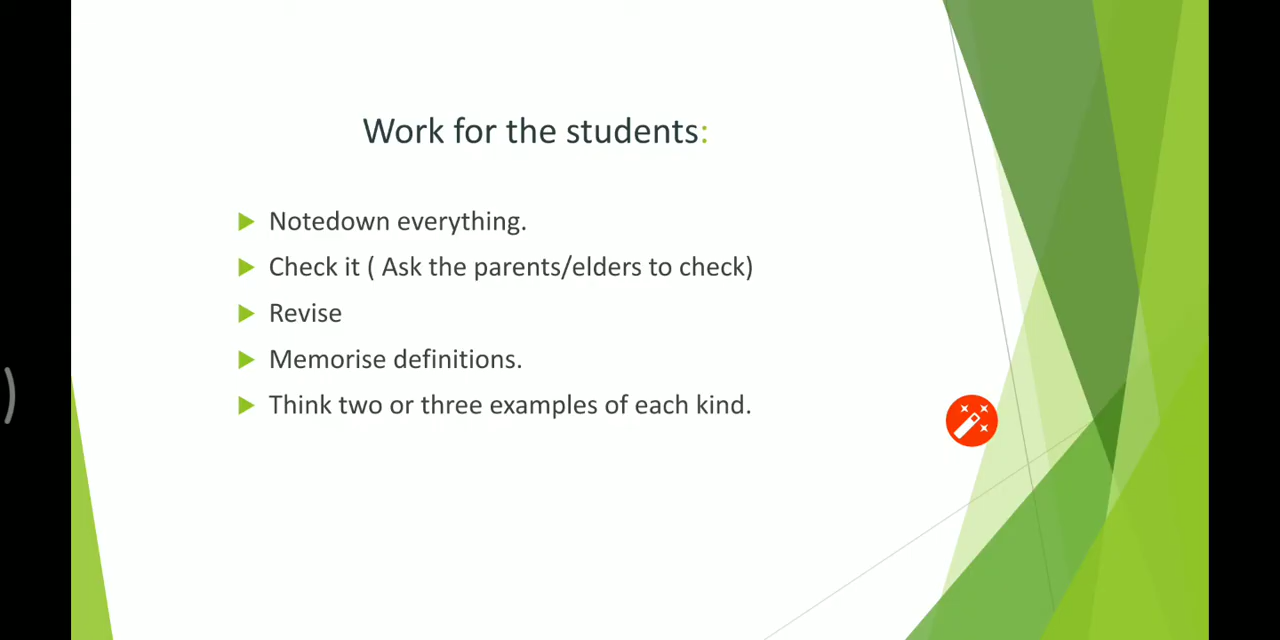 Work for the students:
Notedown everything.
Check it ( Ask the parents/elders to check)
Revise
Memorise definitions.
Think two or three examples of each kind.